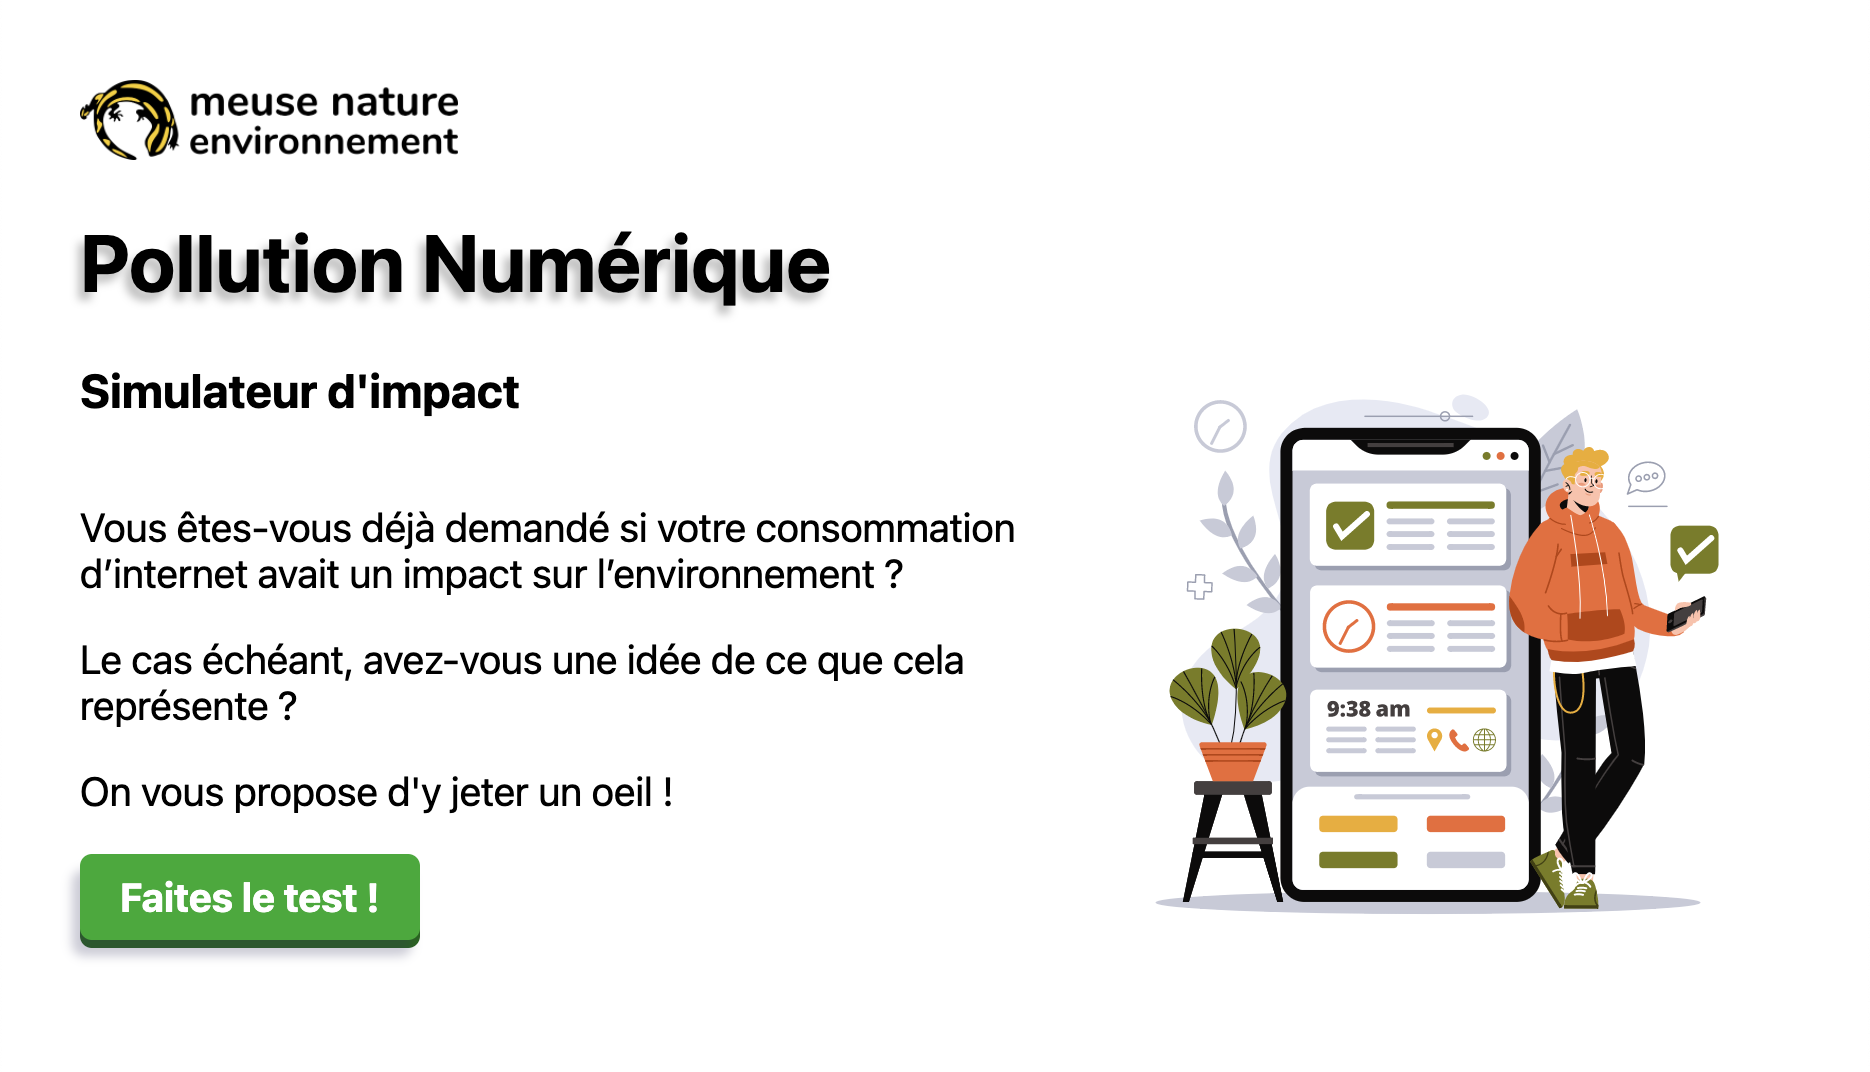 meuse nature
environnement
Pollution Numérique
Simulateur d'impact
Vous êtes-vous déjà demandé si votre consommation
d’internet avait un impact sur l’environnement ?
Le cas échéant, avez-vous une idée de ce que cela
représente ?
On vous propose d'y jeter un oeil !
Faites le test !
9:38 am